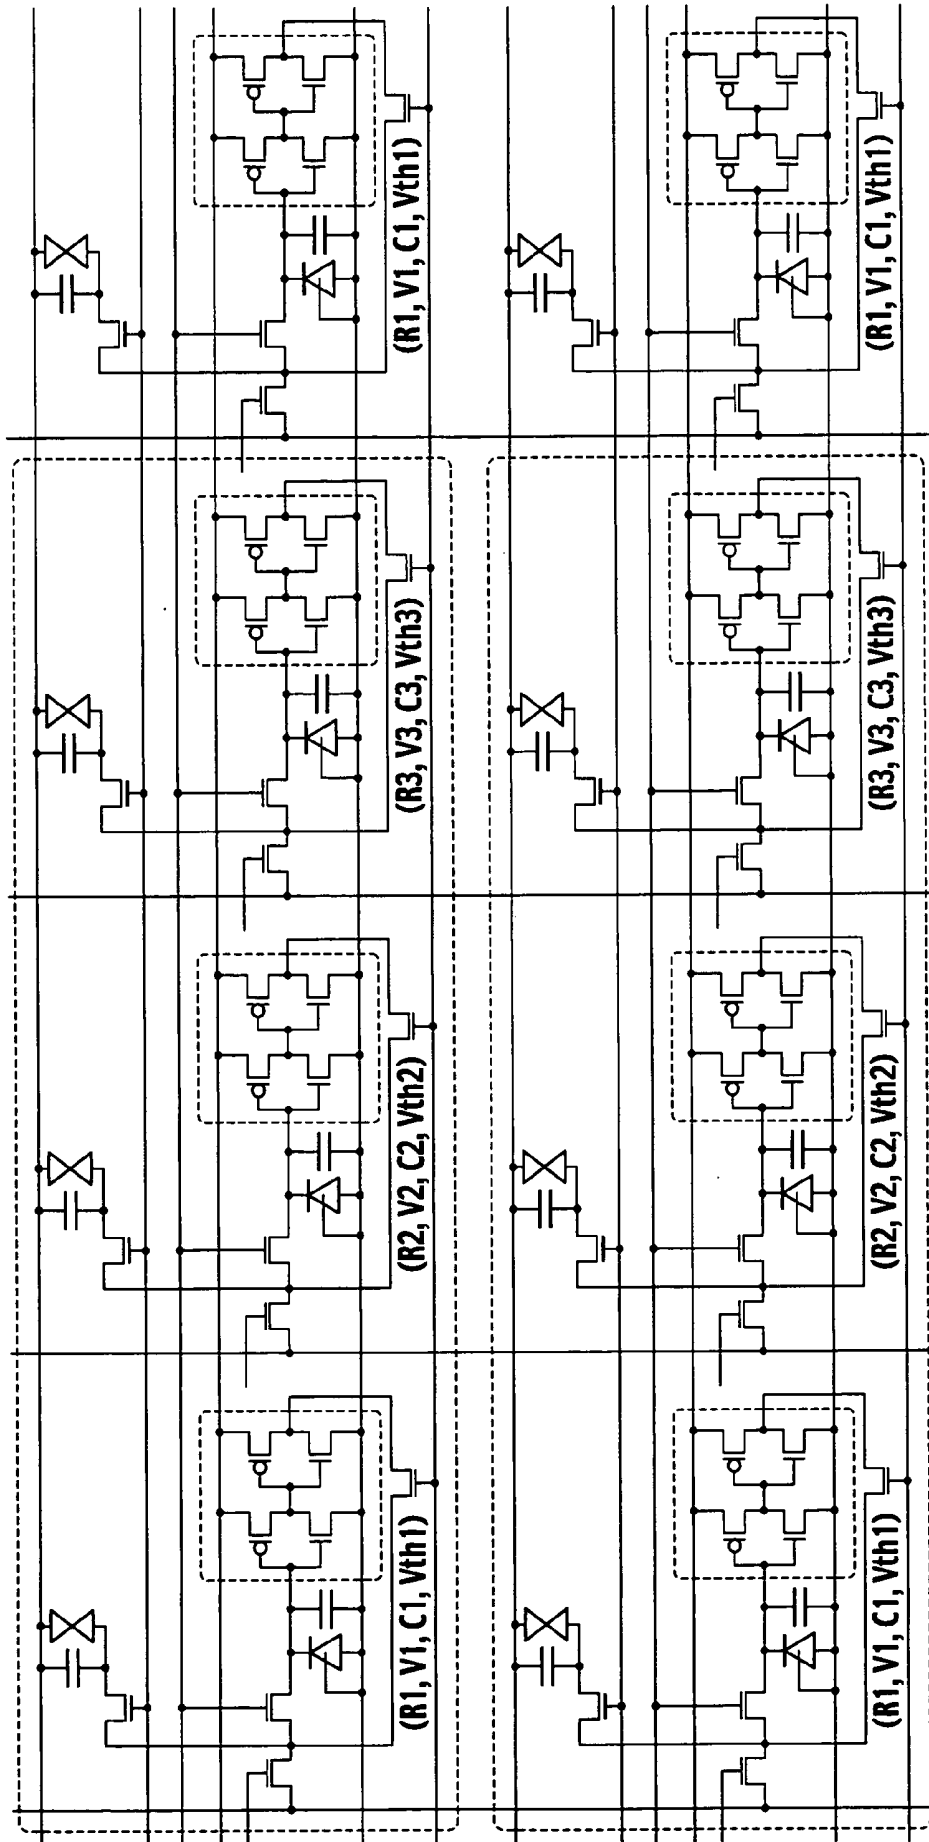 (R1, V1, C1, Vth1)
(R2, V2, C2, Vth2)
(R3, V3, C3, Vth3)
(R1, V1, C1, Vth1)
(R1, V1, C1, Vth1)
(R2, V2, C2, Vth2)
(R3, V3, C3, Vth3)
(R1, V1, C1, Vth1)